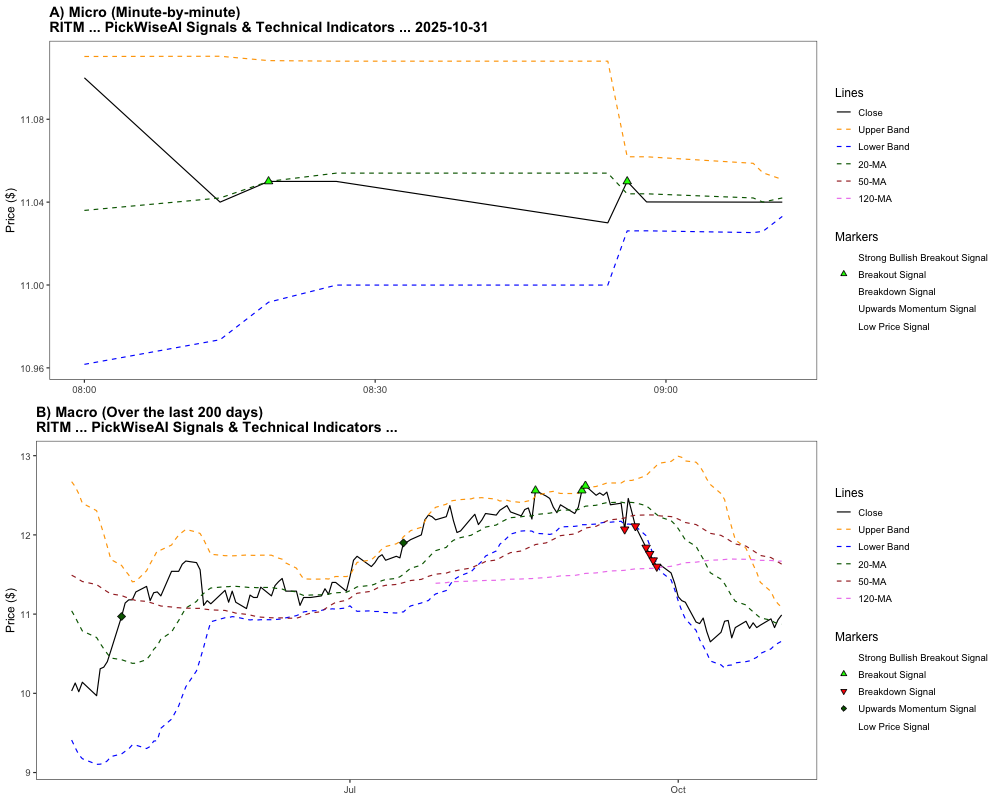 A) Micro (Minute-by-minute)
RITM ... PickWiseAI Signals & Technical Indicators ... 2025-10-31
Price ($)
11.08
11.04
11.00
10.96
08:00
08:30
09:00
Lines
Close
Upper Band
Lower Band
20-MA
50-MA
120-MA
Markers
Strong Bullish Breakout Signal
Breakout Signal
Breakdown Signal
Upwards Momentum Signal
Low Price Signal
B) Macro (Over the last 200 days)
RITM ... PickWiseAI Signals & Technical Indicators ...
Price ($)
13
12
11
10
9
Jul
Oct
Lines
Close
Upper Band
Lower Band
20-MA
50-MA
120-MA
Markers
Strong Bullish Breakout Signal
Breakout Signal
Breakdown Signal
Upwards Momentum Signal
Low Price Signal